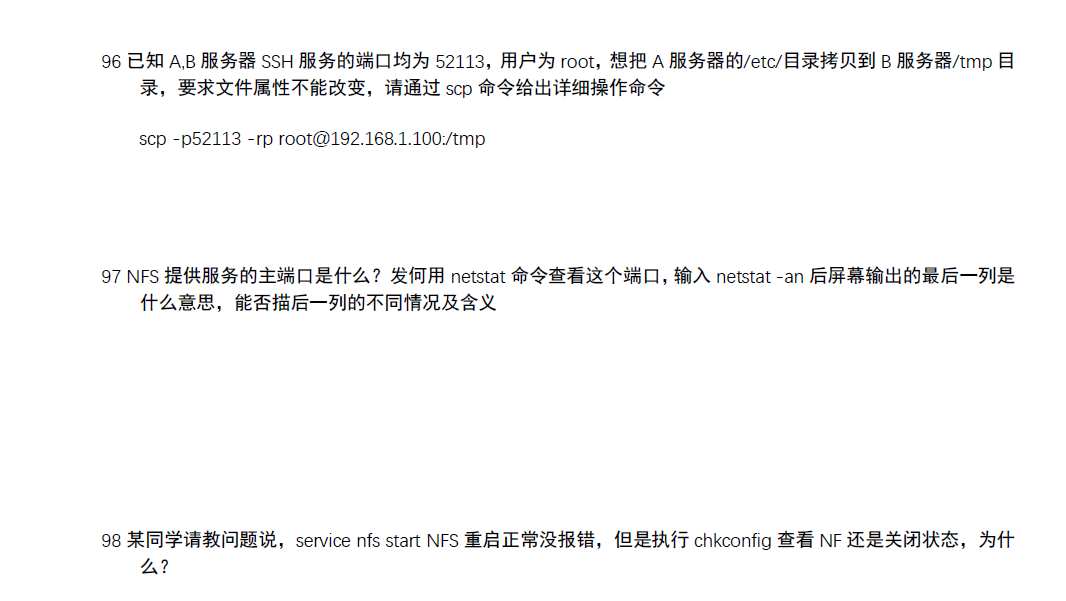 96 已知 A,B 服务器 SSH 服务的端口均为 52113，用户为 root，想把 A 服务器的/etc/目录拷贝到 B 服务器/tmp 目
录，要求文件属性不能改变，请通过 scp 命令给出详细操作命令
scp -p52113 -rp root@192.168.1.100:/tmp
97 NFS 提供服务的主端口是什么？发何用 netstat 命令查看这个端口，输入 netstat -an 后屏幕输出的最后一列是
什么意思，能否描后一列的不同情况及含义
98 某同学请教问题说，service nfs start NFS 重启正常没报错，但是执行 chkconfig 查看 NF 还是关闭状态，为什
么？